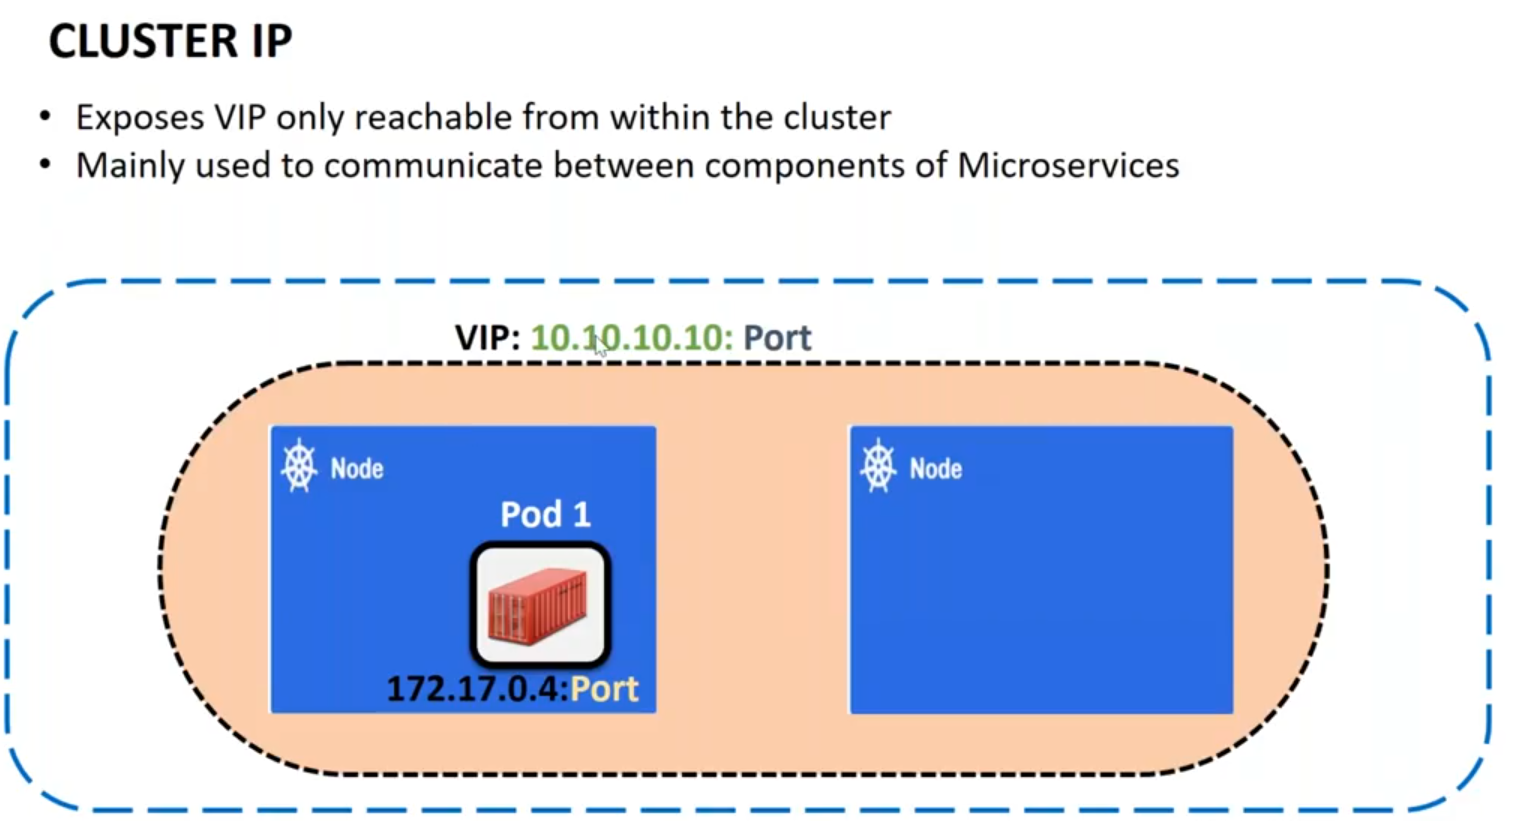 CLUSTER IP
• Exposes VIP only reachable from within the cluster
• Mainly used to communicate between components of Microservices
VIP: 10.10.10.10: Port
Node
Node
Pod 1
172.17.0.4:Port